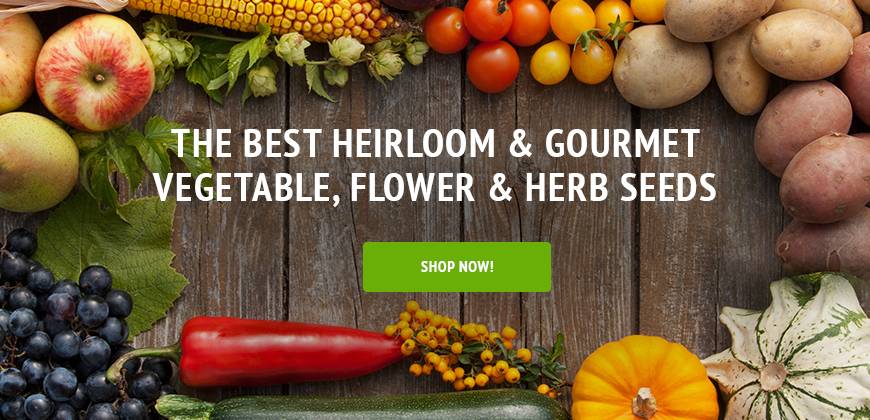 THE BEST HEIRLOOM & GOURMET
VEGETABLE, FLOWER & HERB SEEDS
SHOP NOW!